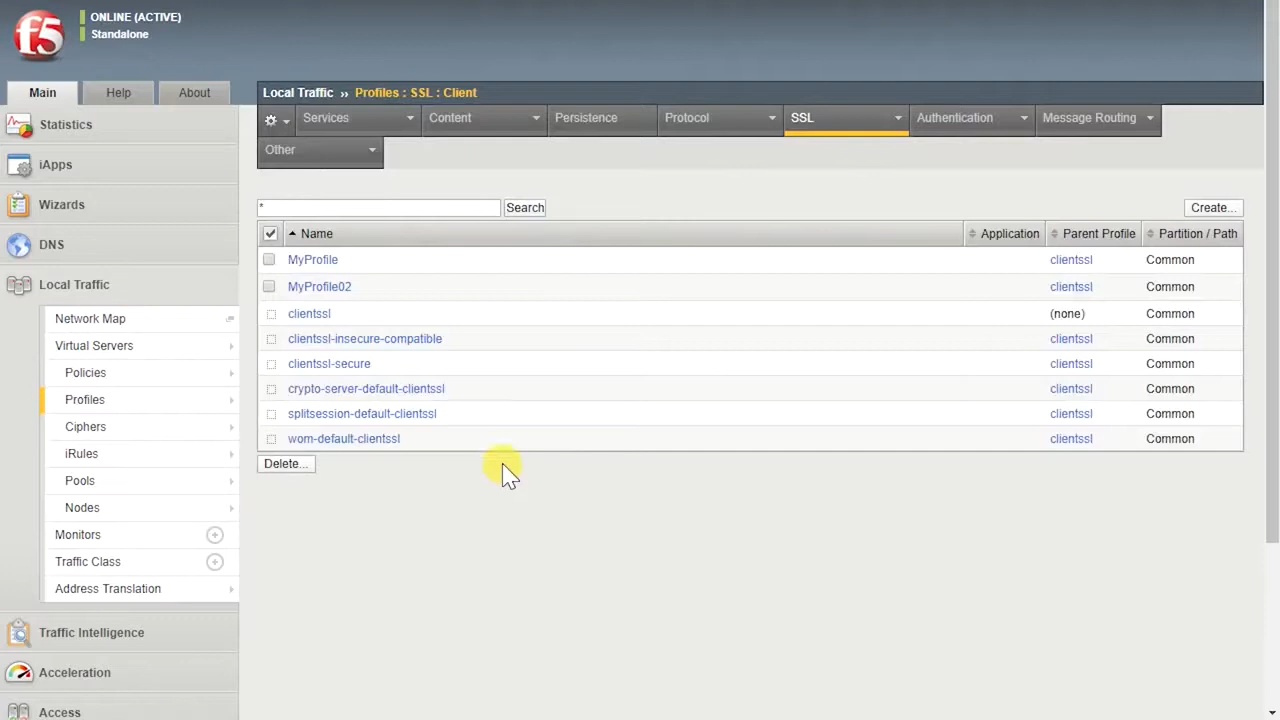 f5
ONLINE (ACTIVE)
Standalone
Main
Help
About
Local Traffic ›› Profiles : SSL : Client
Statistics
iApps
Wizards
DNS
Local Traffic
Network Map
Virtual Servers
Policies
Profiles
Ciphers
iRules
Pools
Nodes
Monitors
Traffic Class
Address Translation
Traffic Intelligence
Acceleration
Access
Services
Content
Persistence
Protocol
SSL
Authentication
Message Routing
Other
*
Search
Create...
Name Application Parent Profile Partition / Path
MyProfile clientssl Common
MyProfile02 clientssl Common
clientssl (none) Common
clientssl-insecure-compatible clientssl Common
clientssl-secure clientssl Common
crypto-server-default-clientssl clientssl Common
splitsession-default-clientssl clientssl Common
wom-default-clientssl clientssl Common
Delete...